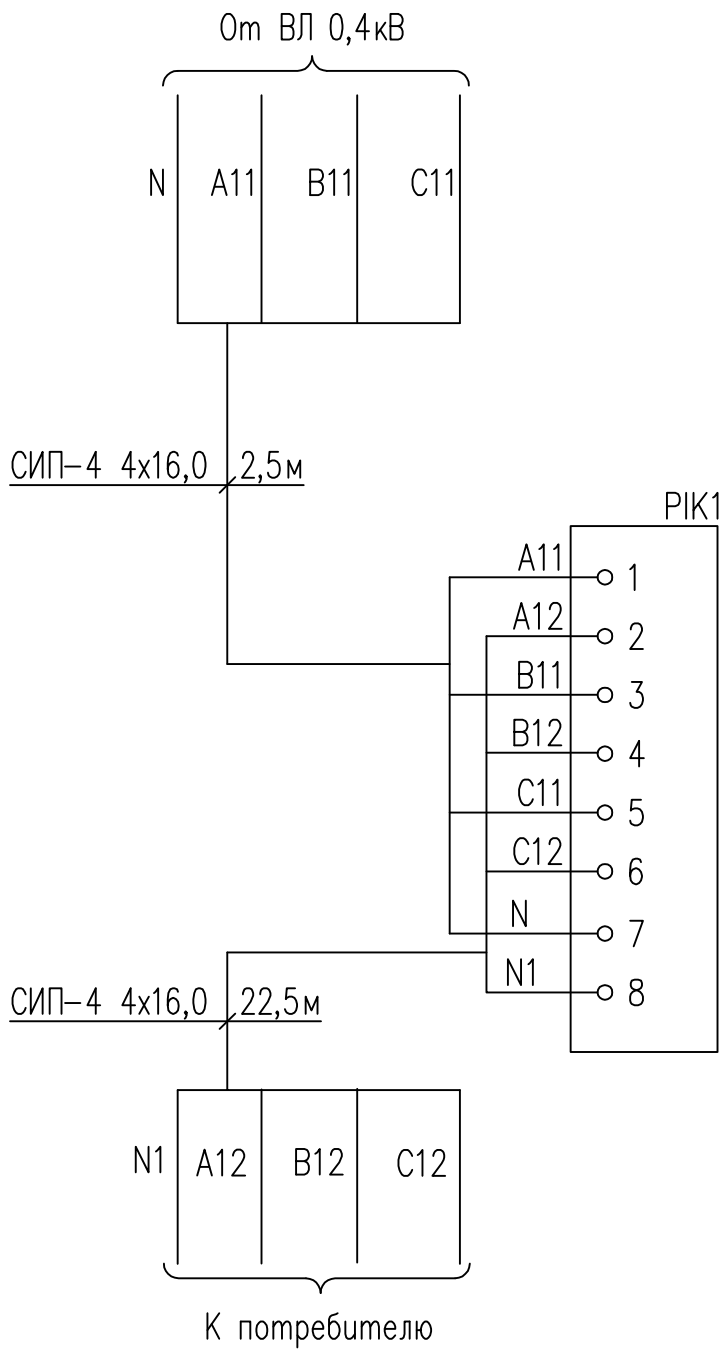 От ВЛ 0,4кВ
N A11 B11 C11
СИП-4 4х16,0 2,5м
PIK1
A11 1
A12 2
B11 3
B12 4
C11 5
C12 6
N 7
N1 8
СИП-4 4х16,0 22,5м
N1 A12 B12 C12
К потребителю